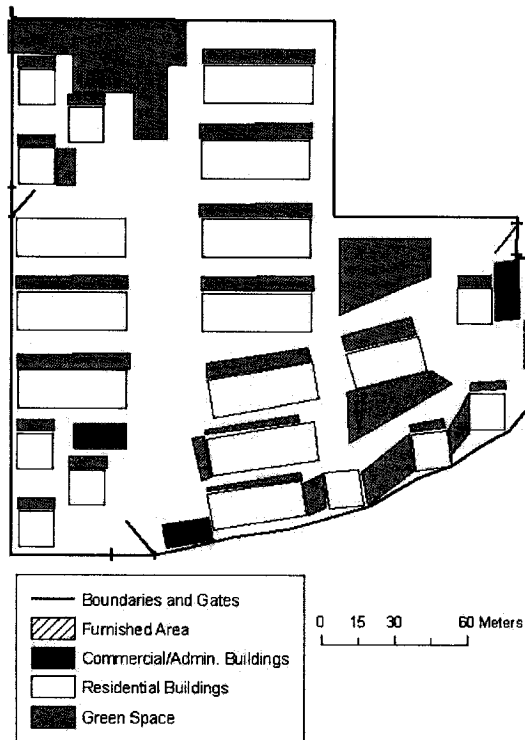 Boundaries and Gates
Furnished Area
Commercial/Admin. Buildings
Residential Buildings
Green Space
0 15 30 60 Meters